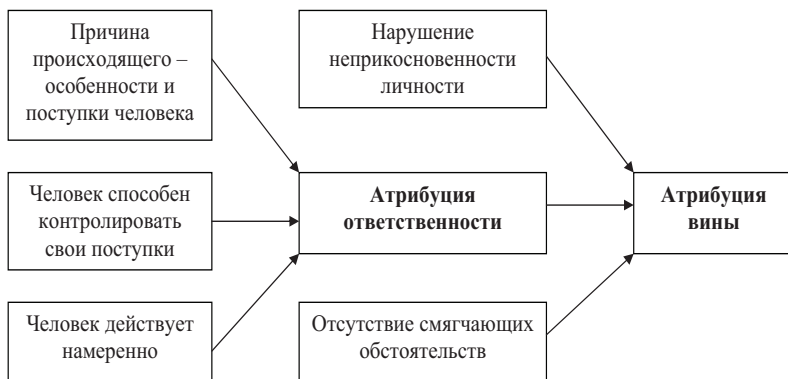 Причина
происходящего –
особенности и
поступки человека
Нарушение
неприкосновенности
личности
Человек способен
контролировать
свои поступки
Атрибуция
ответственности
Атрибуция
вины
Человек действует
намеренно
Отсутствие смягчающих
обстоятельств